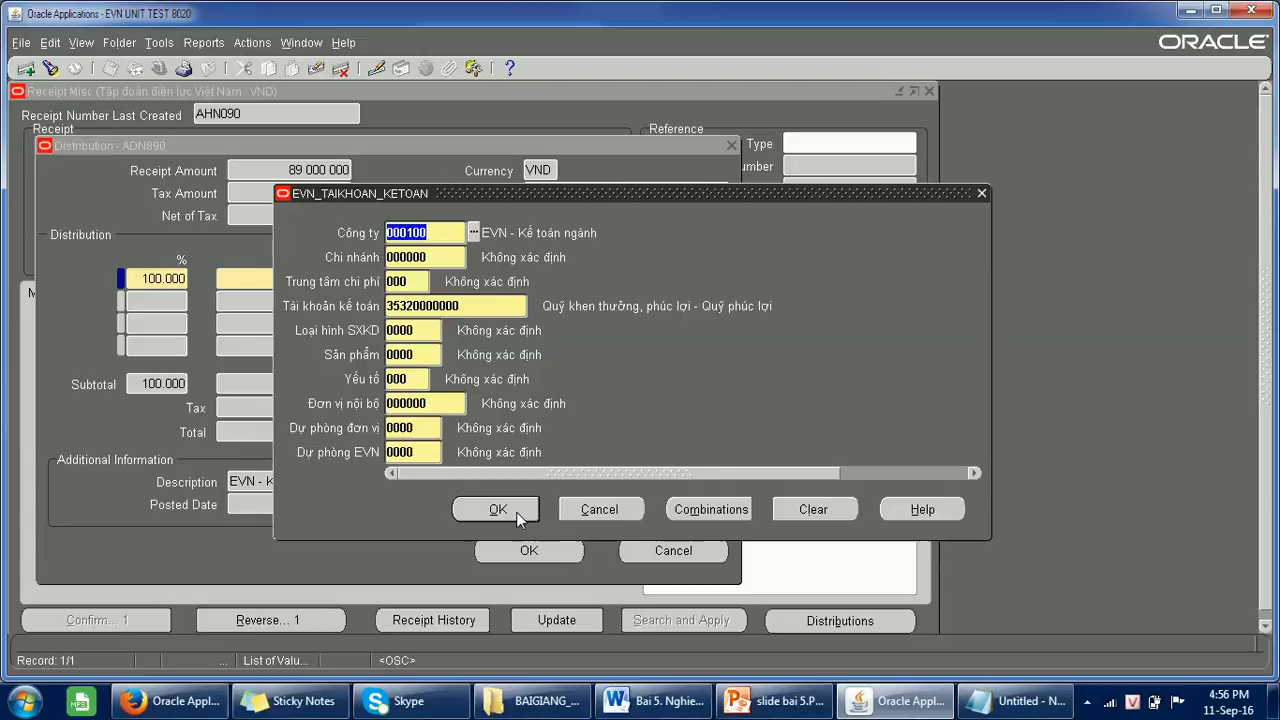 Oracle Applications - EVN UNIT TEST 8020
File Edit View Folder Tools Reports Actions Window Help
ORACLE
Receipt Misc (Tập đoàn điện lực Việt Nam : VND)
Receipt Number Last Created AHN090
Receipt
Reference
Distribution - ADN890
Type
Receipt Amount 89 000 000 Currency VND
umber
Tax Amount
Net of Tax
EVN_TAIKHOAN_KETOAN
Công ty 000100 ... EVN - Kế toán ngành
Distribution
Chi nhánh 000000 Không xác định
%
100.000
Trung tâm chi phí 000 Không xác định
Tài khoản kế toán 35320000000 Quỹ khen thưởng, phúc lợi - Quỹ phúc lợi
Loại hình SXKD 0000 Không xác định
Sản phẩm 0000 Không xác định
Yếu tố 000 Không xác định
Subtotal 100.000
Đơn vị nội bộ 000000 Không xác định
Tax
Dự phòng đơn vị 0000 Không xác định
Total
Dự phòng EVN 0000 Không xác định
Additional Information
Description EVN - K
Posted Date
OK Cancel Combinations Clear Help
OK Cancel
Confirm... 1 Reverse... 1 Receipt History Update Search and Apply Distributions
Record: 1/1 ... List of Valu... <OSC>
MP3
Oracle Appl... Sticky Notes Skype BAIGIANG_... Bai 5. Nghie... slide bai 5.P... Oracle Appl... Untitled - N... V
4:56 PM
11-Sep-16